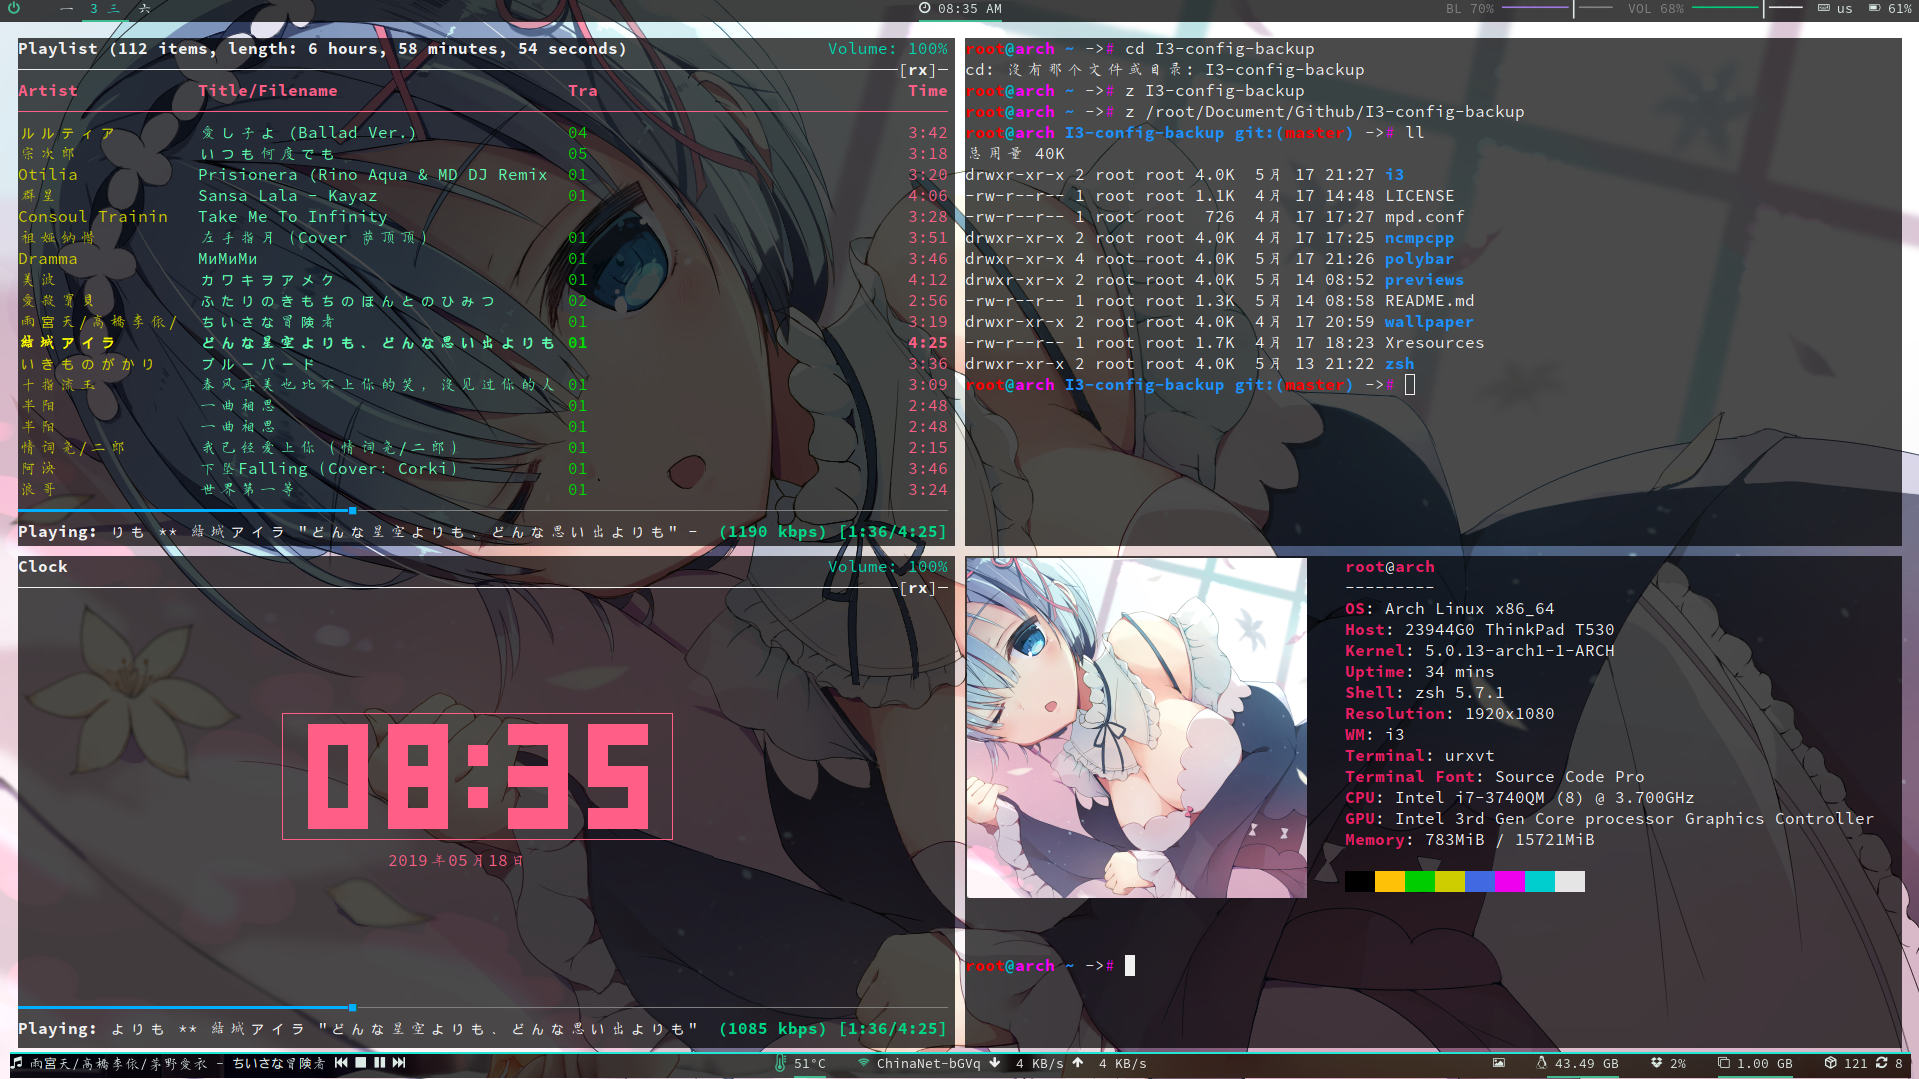 一 3 三 六 08:35 AM BL 70% VOL 68% us 61%
Playlist (112 items, length: 6 hours, 58 minutes, 54 seconds) Volume: 100%
[rx]
Artist Title/Filename Tra Time
ルルティア 愛し子よ (Ballad Ver.) 04 3:42
宗次郎 いつも何度でも 05 3:18
Otilia Prisionera (Rino Aqua & MD DJ Remix 01 3:20
群星 Sansa Lala - Kayaz 01 4:06
Consoul Trainin Take Me To Infinity 3:28
祖娅纳惜 左手指月 (Cover 萨顶顶) 01 3:51
Dramma МиМиМи 01 3:46
美波 カワキヲアメク 01 4:12
愛殺寶貝 ふたりのきもちのほんとのひみつ 02 2:56
雨宮天/高橋李依/ ちいさな冒険者 01 3:19
結城アイラ どんな星空よりも、どんな思い出よりも 01 4:25
いきものがかり ブルーバード 3:36
十指流玉 春风再美也比不上你的笑, 没见过你的人 01 3:09
半阳 一曲相思 01 2:48
半阳 一曲相思 01 2:48
情词尧/二郎 我已经爱上你 (情词尧/二郎) 01 2:15
阿泱 下坠Falling (Cover: Corki) 01 3:46
浪哥 世界第一等 01 3:24
Playing: りも ** 結城アイラ "どんな星空よりも、どんな思い出よりも" - (1190 kbps) [1:36/4:25]
root@arch ~ -># cd I3-config-backup
cd: 没有那个文件或目录: I3-config-backup
root@arch ~ -># z I3-config-backup
root@arch ~ -># z /root/Document/Github/I3-config-backup
root@arch I3-config-backup git:(master) -># ll
总用量 40K
drwxr-xr-x 2 root root 4.0K 5月 17 21:27 i3
-rw-r--r-- 1 root root 1.1K 4月 17 14:48 LICENSE
-rw-r--r-- 1 root root 726 4月 17 17:27 mpd.conf
drwxr-xr-x 2 root root 4.0K 4月 17 17:25 ncmpcpp
drwxr-xr-x 4 root root 4.0K 4月 17 21:26 polybar
drwxr-xr-x 2 root root 4.0K 5月 14 08:52 previews
-rw-r--r-- 1 root root 1.3K 5月 14 08:58 README.md
drwxr-xr-x 2 root root 4.0K 4月 17 20:59 wallpaper
-rw-r--r-- 1 root root 1.7K 4月 17 18:23 Xresources
drwxr-xr-x 2 root root 4.0K 5月 13 21:22 zsh
root@arch I3-config-backup git:(master) ->#
Clock Volume: 100%
[rx]
08:35
2019年05月18日
Playing: よりも ** 結城アイラ "どんな星空よりも、どんな思い出よりも" (1085 kbps) [1:36/4:25]
root@arch
---------
OS: Arch Linux x86_64
Host: 23944G0 ThinkPad T530
Kernel: 5.0.13-arch1-1-ARCH
Uptime: 34 mins
Shell: zsh 5.7.1
Resolution: 1920x1080
WM: i3
Terminal: urxvt
Terminal Font: Source Code Pro
CPU: Intel i7-3740QM (8) @ 3.700GHz
GPU: Intel 3rd Gen Core processor Graphics Controller
Memory: 783MiB / 15721MiB
root@arch ~ ->#
雨宮天/高橋李依/茅野愛衣 - ちいさな冒険者 51°C ChinaNet-bGVq 4 KB/s 4 KB/s 43.49 GB 2% 1.00 GB 121 8